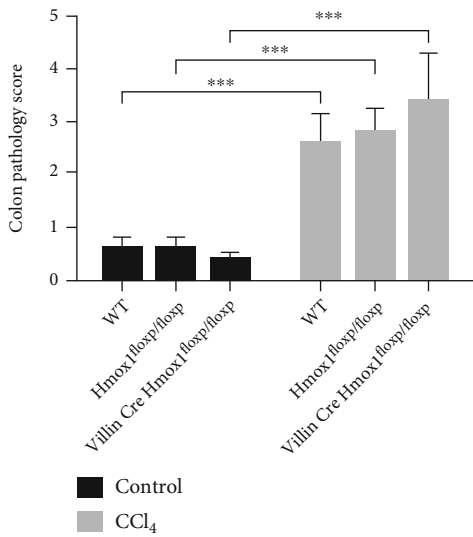 Colon pathology score
5
4
3
2
1
0
***
***
***
WT
Hmox1floxp/floxp
Villin Cre Hmox1floxp/floxp
WT
Hmox1floxp/floxp
Villin Cre Hmox1floxp/floxp
Control
CCl4